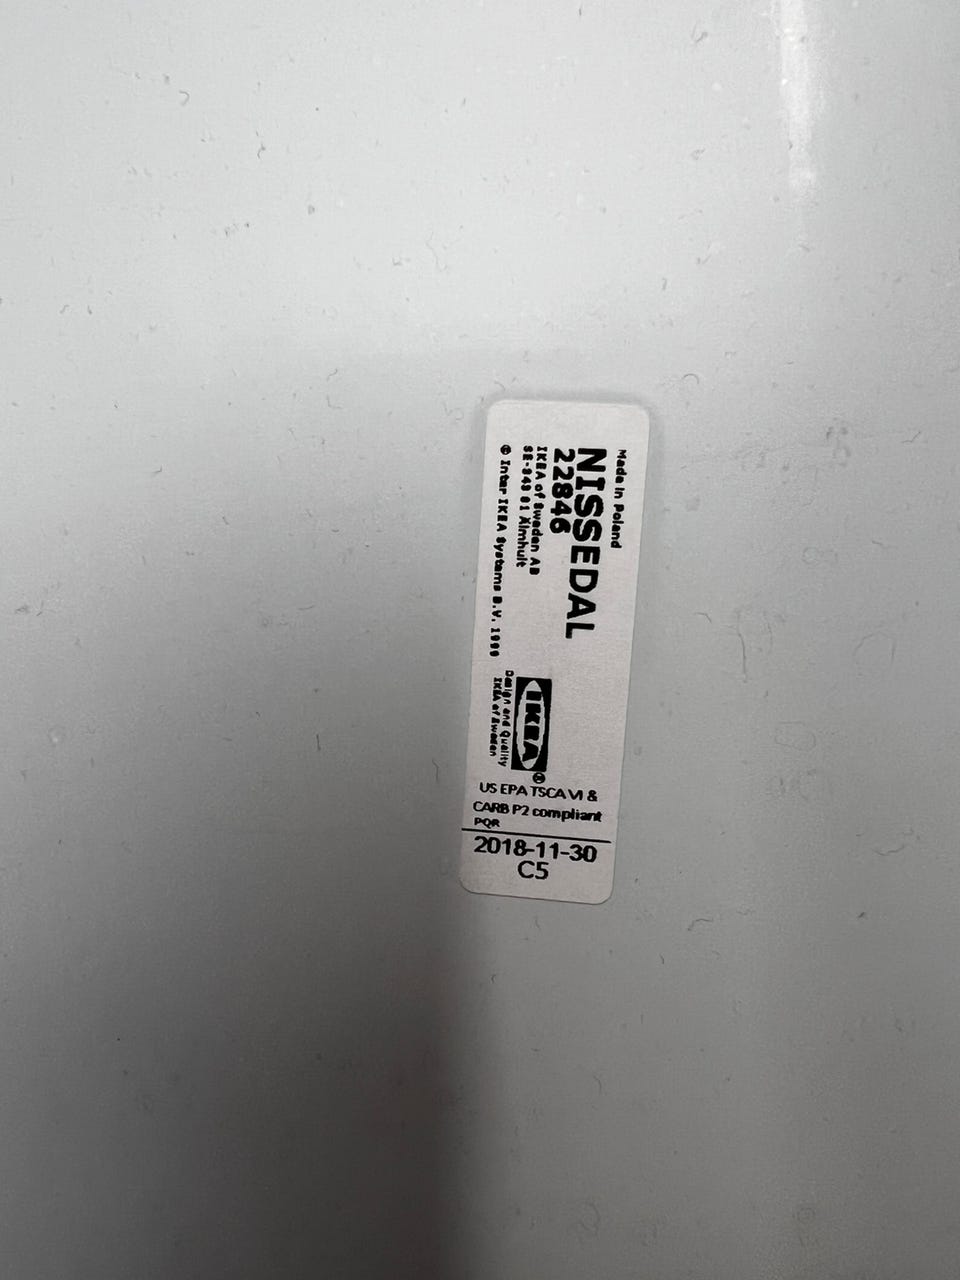 Made in Poland
NISSEDAL
22846
IKEA of Sweden AB
SE-343 81 Älmhult
© Inter IKEA Systems B.V. 1999
IKEA®
Design and Quality
IKEA of Sweden
US EPA TSCA VI &
CARB P2 compliant
PQR
2018-11-30
C5